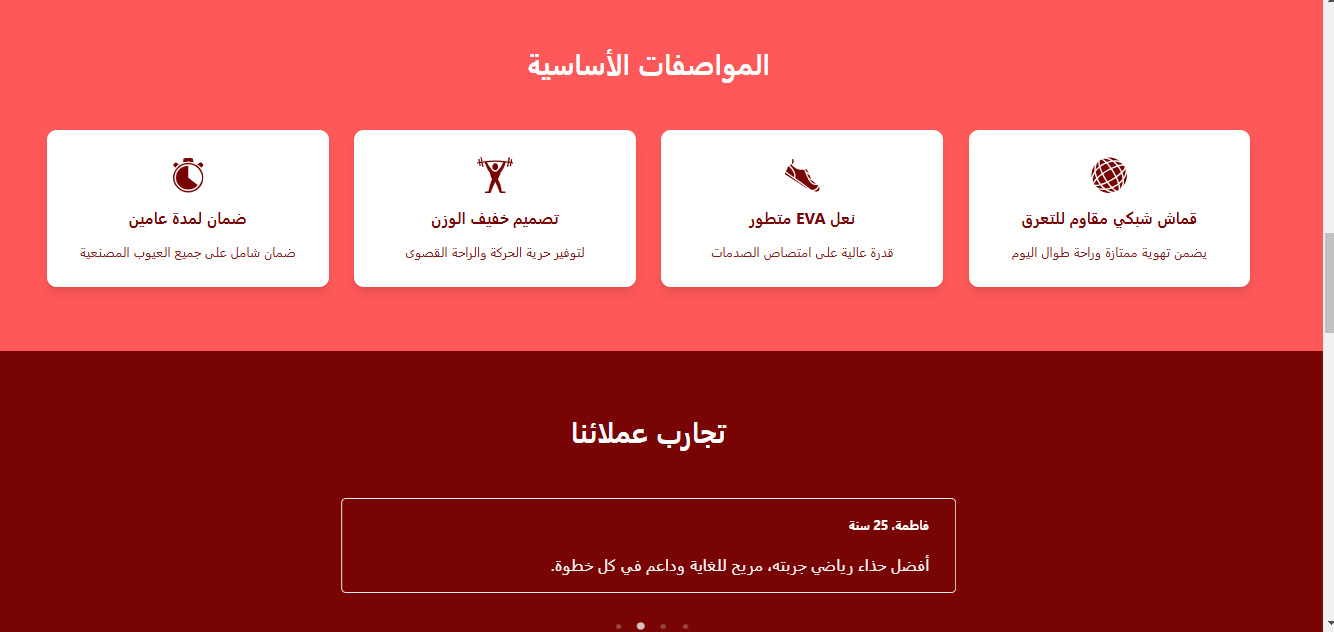 المواصفات الأساسية
قماش شبكي مقاوم للتعرق
يضمن تهوية ممتازة وراحة طوال اليوم
نعل EVA متطور
قدرة عالية على امتصاص الصدمات
تصميم خفيف الوزن
لتوفير حرية الحركة والراحة القصوى
ضمان لمدة عامين
ضمان شامل على جميع العيوب المصنعية
تجارب عملائنا
فاطمة. 25 سنة
أفضل حذاء رياضي جربته، مريح للغاية وداعم في كل خطوة.